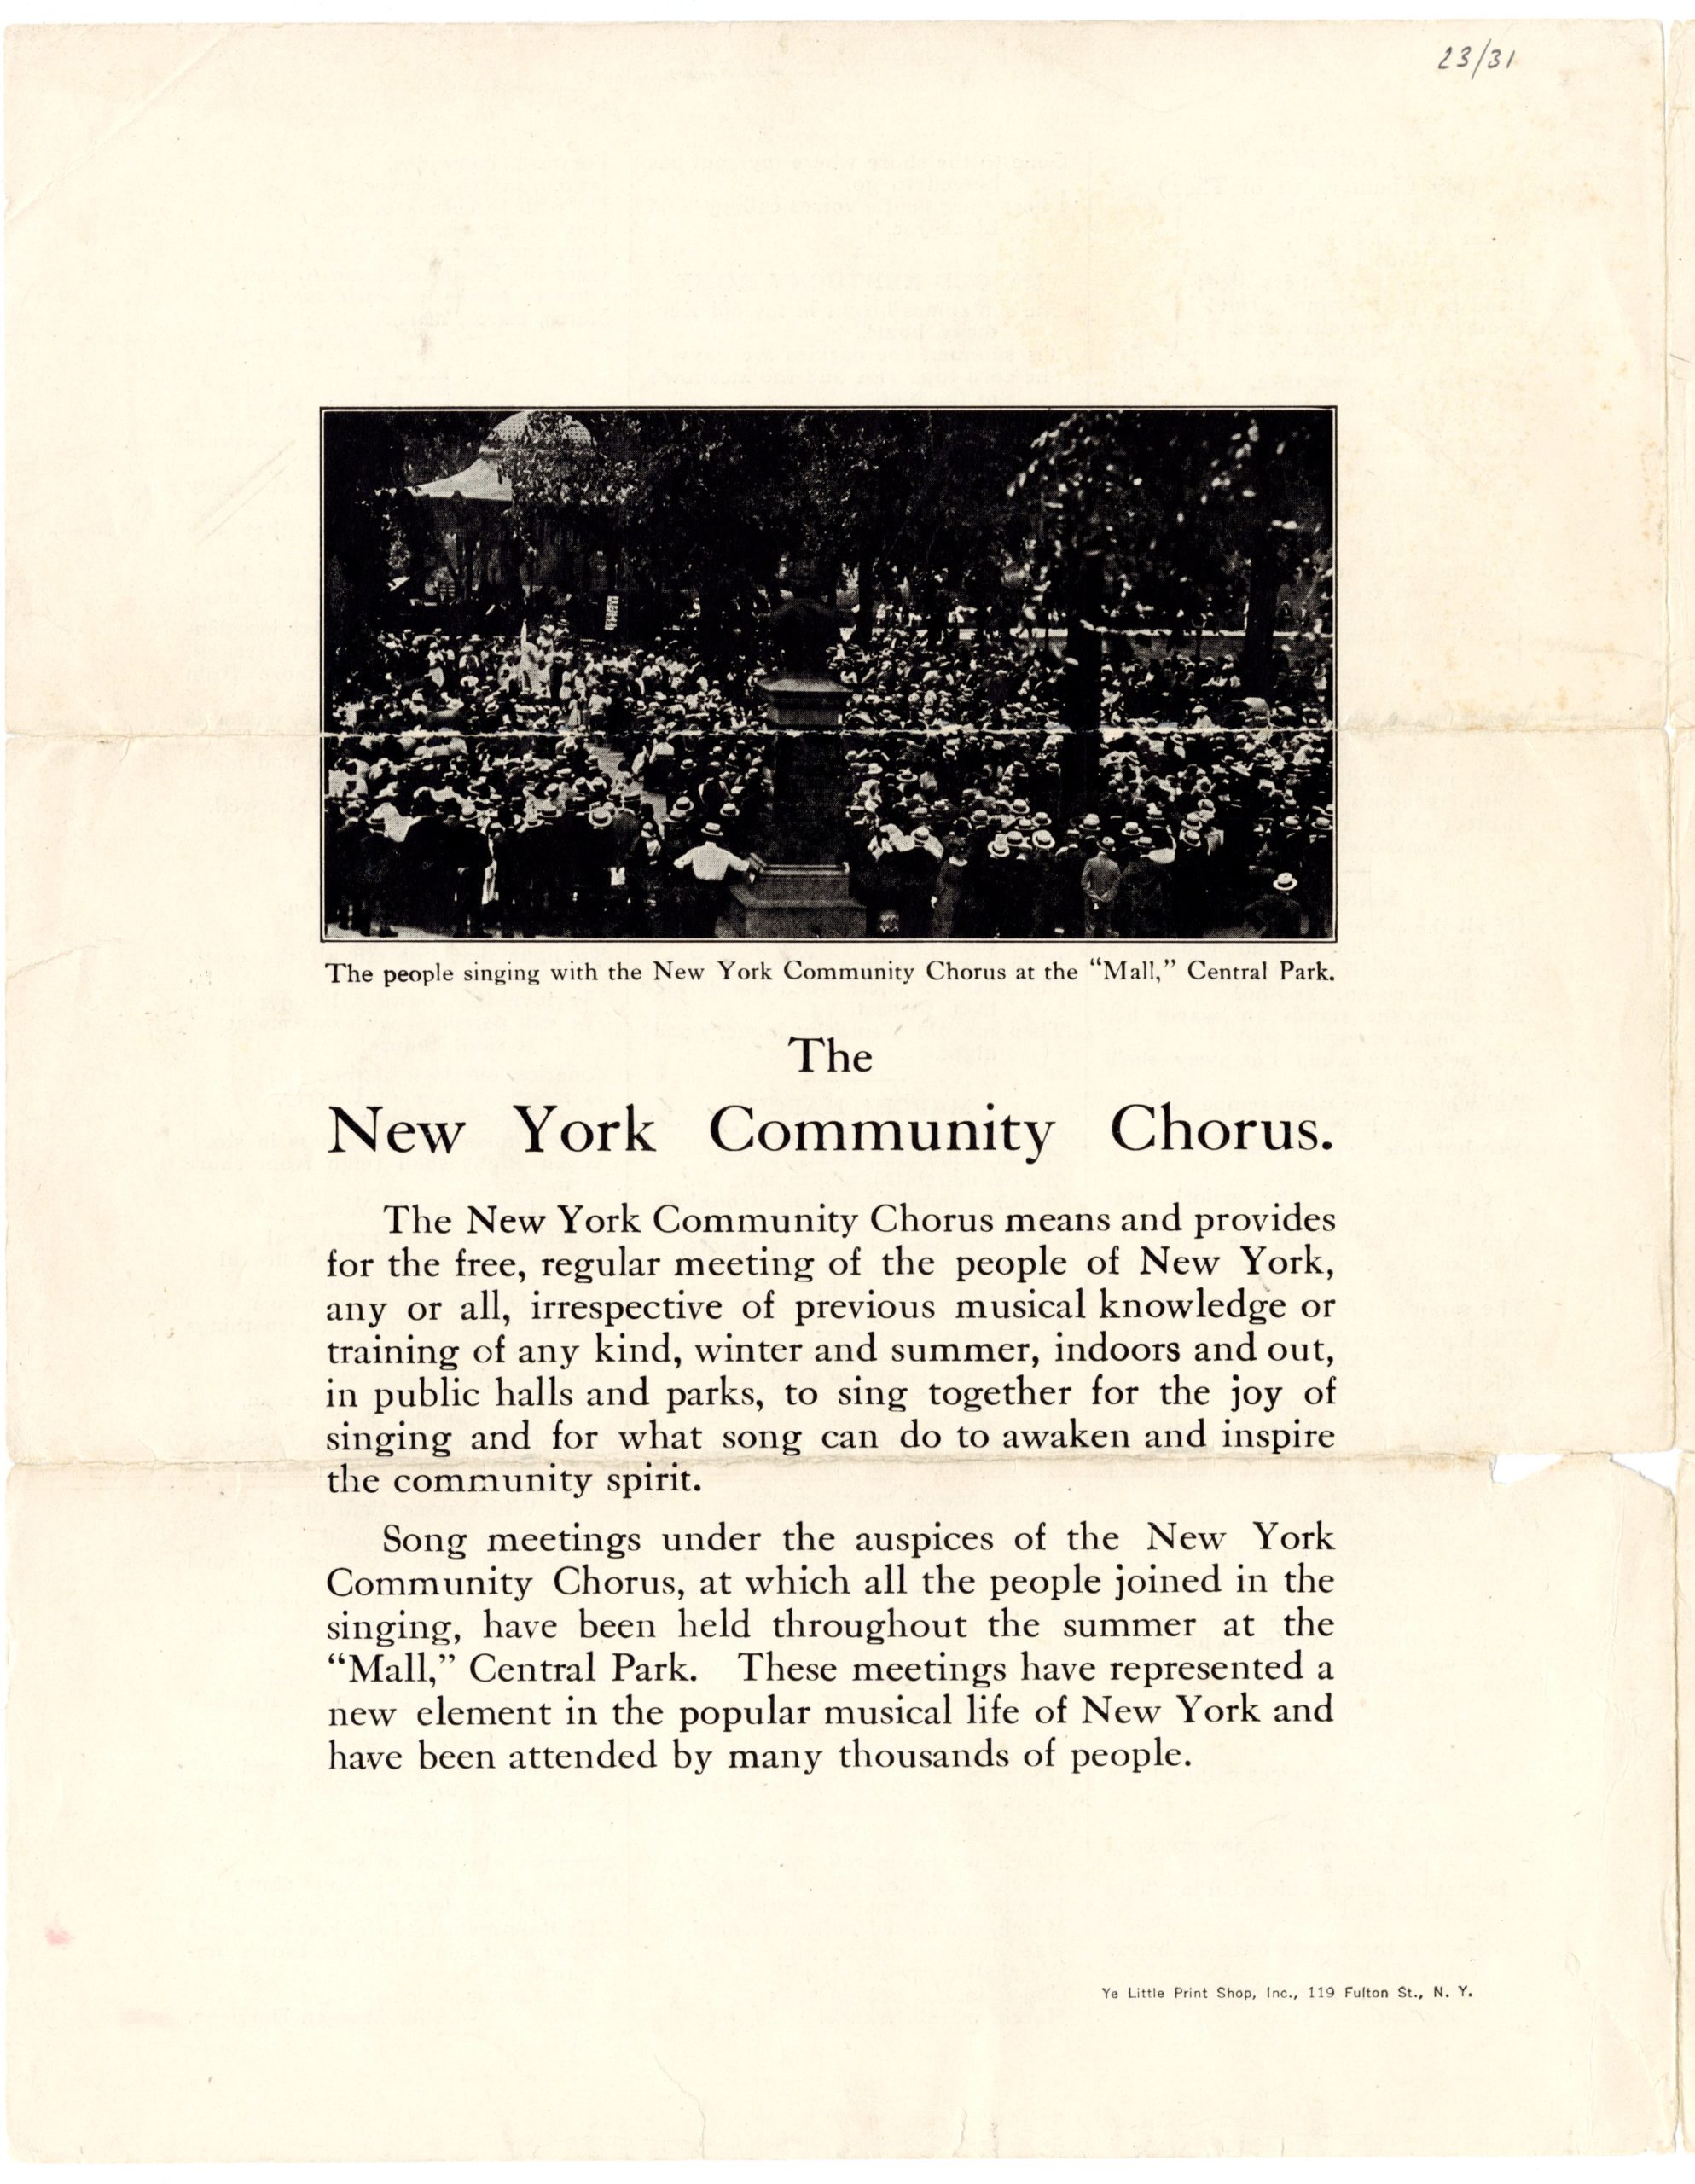 23/31
The people singing with the New York Community Chorus at the “Mall,” Central Park.
The
New York Community Chorus.
The New York Community Chorus means and provides
for the free, regular meeting of the people of New York,
any or all, irrespective of previous musical knowledge or
training of any kind, winter and summer, indoors and out,
in public halls and parks, to sing together for the joy of
singing and for what song can do to awaken and inspire
the community spirit.
Song meetings under the auspices of the New York
Community Chorus, at which all the people joined in the
singing, have been held throughout the summer at the
“Mall,” Central Park. These meetings have represented a
new element in the popular musical life of New York and
have been attended by many thousands of people.
Ye Little Print Shop, Inc., 119 Fulton St., N. Y.